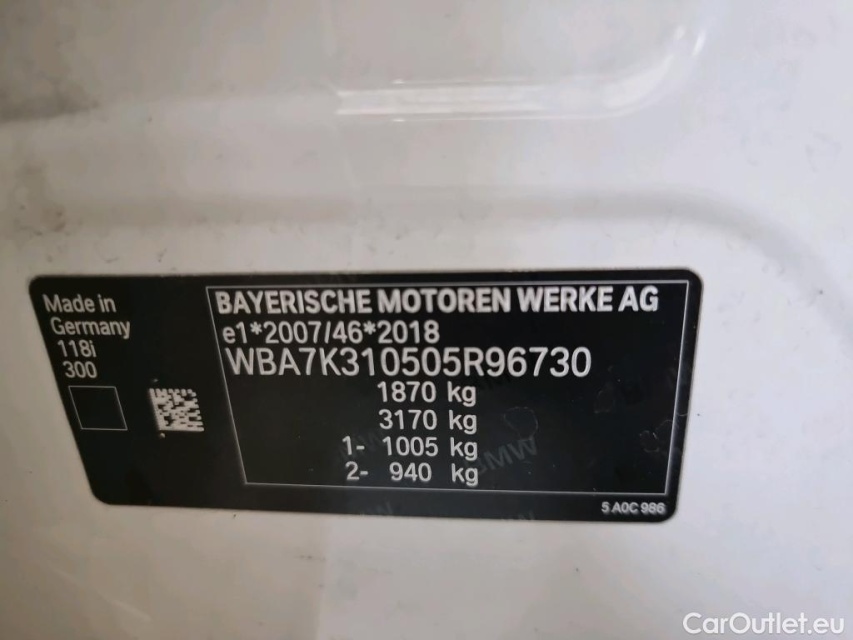 Made in
Germany
118i
300
BAYERISCHE MOTOREN WERKE AG
e1*2007/46*2018
WBA7K310505R96730
1870 kg
3170 kg
1- 1005 kg
2- 940 kg
BMW
5 A0C 986
CarOutlet.eu